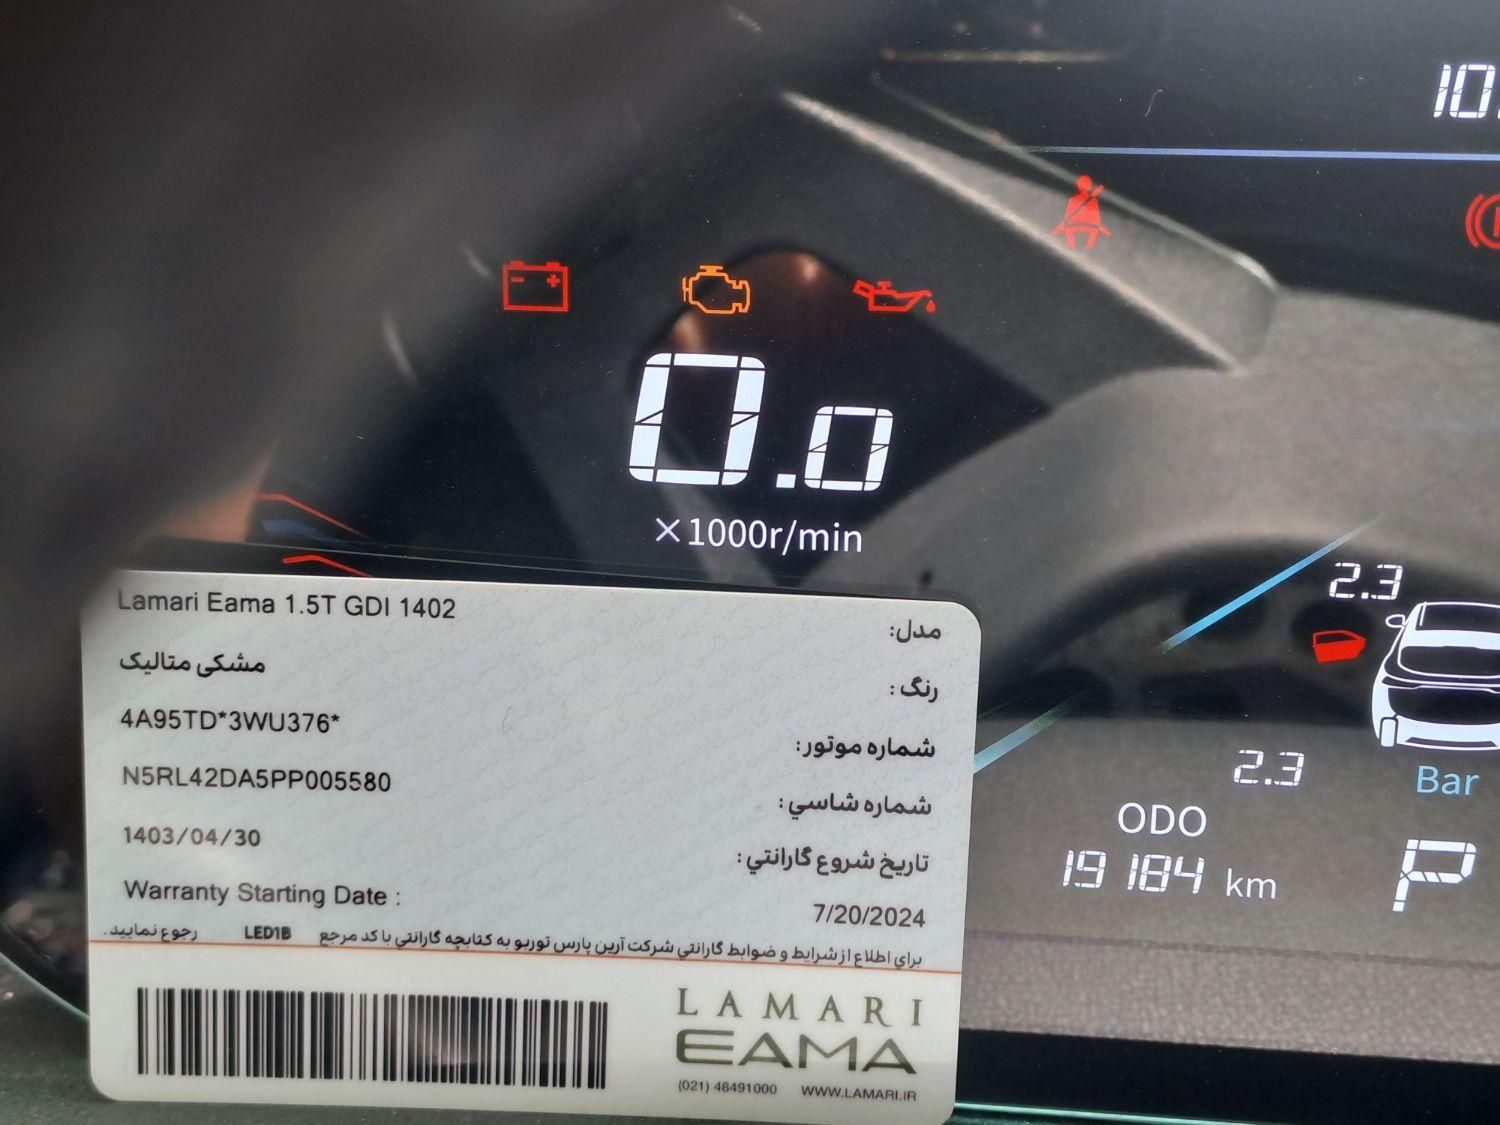 10
0.0
×1000r/min
2.3
2.3
Bar
ODO
19184 km
P
مدل: Lamari Eama 1.5T GDI 1402
رنگ: مشکی متالیک
شماره موتور: 4A95TD*3WU376*
شماره شاسي: N5RL42DA5PP005580
تاریخ شروع گارانتي: 1403/04/30
Warranty Starting Date : 7/20/2024
براي اطلاع از شرایط و ضوابط گارانتي شرکت آرین پارس توربو به کتابچه گارانتي با کد مرجع LED1B رجوع نمایید.
LAMARI
EAMA
(021) 48491000 WWW.LAMARI.IR